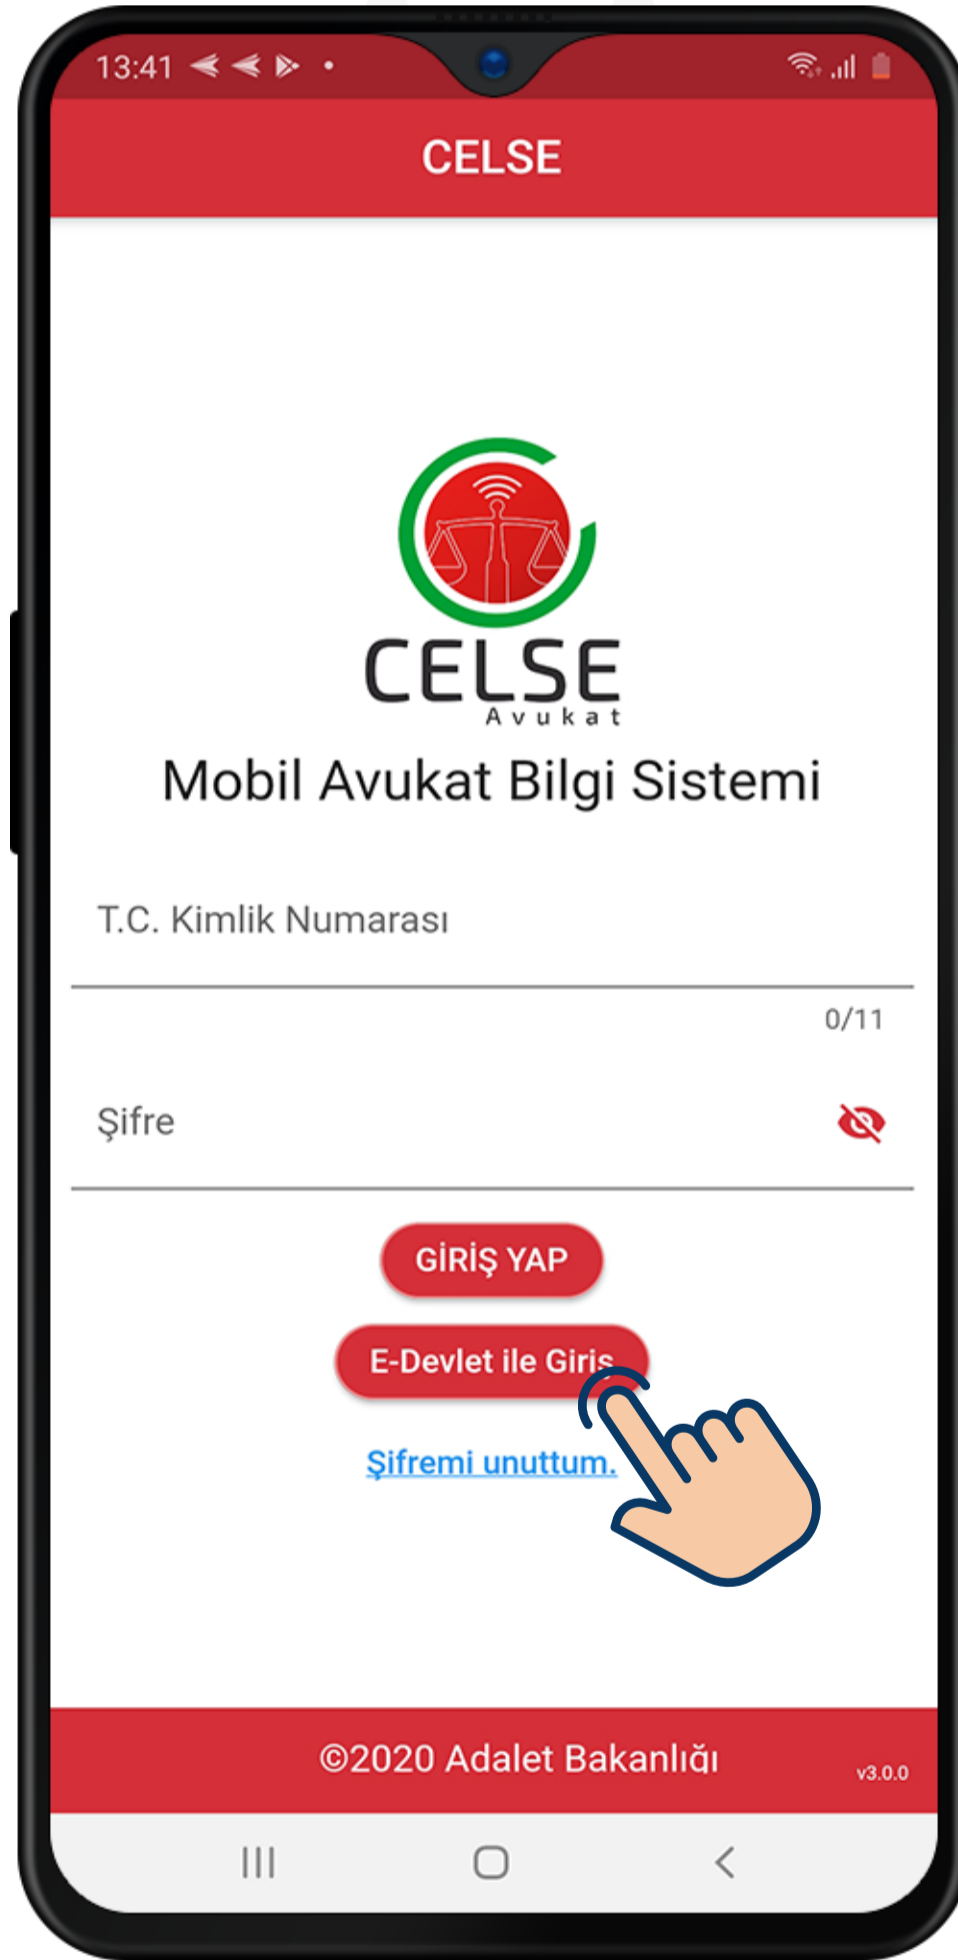 13:41
CELSE
CELSE
Avukat
Mobil Avukat Bilgi Sistemi
T.C. Kimlik Numarası
0/11
Şifre
GİRİŞ YAP
E-Devlet ile Giriş
Şifremi unuttum.
©2020 Adalet Bakanlığı
v3.0.0